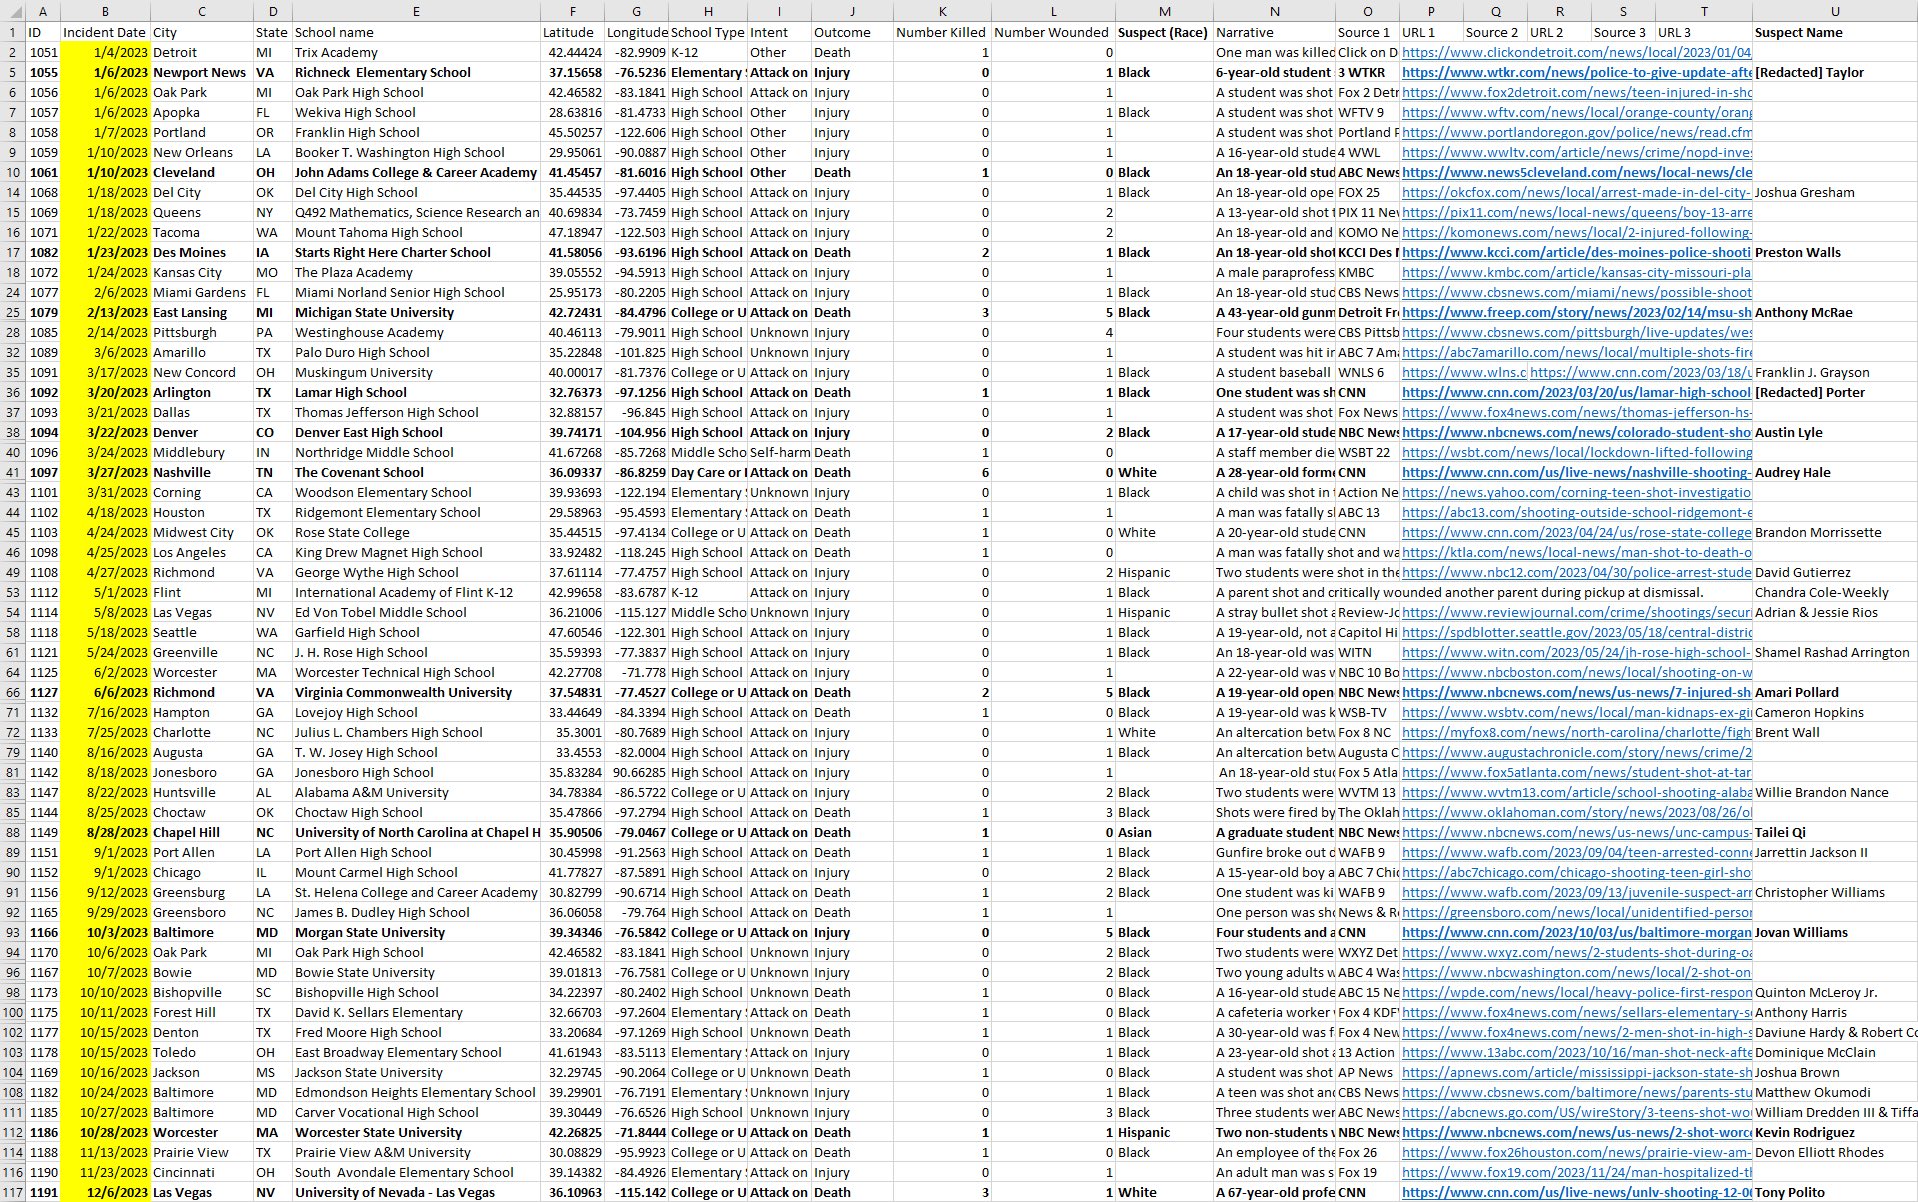 A B C D E F G H I J K L M N O P Q R S T U
1 ID Incident Date City State School name Latitude Longitude School Type Intent Outcome Number Killed Number Wounded Suspect (Race) Narrative Source 1 URL 1 Source 2 URL 2 Source 3 URL 3 Suspect Name
2 1051 1/4/2023 Detroit MI Trix Academy 42.44424 -82.9909 K-12 Other Death 1 0 One man was killed Click on D https://www.clickondetroit.com/news/local/2023/01/04
5 1055 1/6/2023 Newport News VA Richneck Elementary School 37.15658 -76.5236 Elementary Attack on Injury 0 1 Black 6-year-old student 3 WTKR https://www.wtkr.com/news/police-to-give-update-afte [Redacted] Taylor
6 1056 1/6/2023 Oak Park MI Oak Park High School 42.46582 -83.1841 High School Attack on Injury 0 1 A student was shot Fox 2 Detr https://www.fox2detroit.com/news/teen-injured-in-sho
7 1057 1/6/2023 Apopka FL Wekiva High School 28.63816 -81.4733 High School Other Injury 0 1 Black A student was shot WFTV 9 https://www.wftv.com/news/local/orange-county/orang
8 1058 1/7/2023 Portland OR Franklin High School 45.50257 -122.606 High School Other Injury 0 1 A student was shot Portland P https://www.portlandoregon.gov/police/news/read.cfm
9 1059 1/10/2023 New Orleans LA Booker T. Washington High School 29.95061 -90.0887 High School Other Injury 0 1 A 16-year-old stude 4 WWL https://www.wwltv.com/article/news/crime/nopd-inves
10 1061 1/10/2023 Cleveland OH John Adams College & Career Academy 41.45457 -81.6016 High School Other Death 1 0 Black An 18-year-old stud ABC News https://www.news5cleveland.com/news/local-news/cle
14 1068 1/18/2023 Del City OK Del City High School 35.44535 -97.4405 High School Attack on Injury 0 1 Black An 18-year-old ope FOX 25 https://okcfox.com/news/local/arrest-made-in-del-city- Joshua Gresham
15 1069 1/18/2023 Queens NY Q492 Mathematics, Science Research an 40.69834 -73.7459 High School Attack on Injury 0 2 A 13-year-old shot PIX 11 New https://pix11.com/news/local-news/queens/boy-13-arre
16 1071 1/22/2023 Tacoma WA Mount Tahoma High School 47.18947 -122.503 High School Attack on Injury 0 2 An 18-year-old and KOMO Ne https://komonews.com/news/local/2-injured-following-
17 1082 1/23/2023 Des Moines IA Starts Right Here Charter School 41.58056 -93.6196 High School Attack on Death 2 1 Black An 18-year-old shot KCCI Des M https://www.kcci.com/article/des-moines-police-shooti Preston Walls
18 1072 1/24/2023 Kansas City MO The Plaza Academy 39.05552 -94.5913 High School Attack on Injury 0 1 A male paraprofess KMBC https://www.kmbc.com/article/kansas-city-missouri-pla
24 1077 2/6/2023 Miami Gardens FL Miami Norland Senior High School 25.95173 -80.2205 High School Attack on Injury 0 1 Black An 18-year-old stud CBS News https://www.cbsnews.com/miami/news/possible-shoot
25 1079 2/13/2023 East Lansing MI Michigan State University 42.72431 -84.4796 College or U Attack on Death 3 5 Black A 43-year-old gunm Detroit Fre https://www.freep.com/story/news/2023/02/14/msu-sh Anthony McRae
28 1085 2/14/2023 Pittsburgh PA Westinghouse Academy 40.46113 -79.9011 High School Unknown Injury 0 4 Four students were CBS Pittsb https://www.cbsnews.com/pittsburgh/live-updates/wes
32 1089 3/6/2023 Amarillo TX Palo Duro High School 35.22848 -101.825 High School Unknown Injury 0 1 A student was hit in ABC 7 Ama https://abc7amarillo.com/news/local/multiple-shots-fire
35 1091 3/17/2023 New Concord OH Muskingum University 40.00017 -81.7376 College or U Attack on Injury 0 1 Black A student baseball WNLS 6 https://www.wlns.c https://www.cnn.com/2023/03/18/u Franklin J. Grayson
36 1092 3/20/2023 Arlington TX Lamar High School 32.76373 -97.1256 High School Attack on Death 1 1 Black One student was sh CNN https://www.cnn.com/2023/03/20/us/lamar-high-school [Redacted] Porter
37 1093 3/21/2023 Dallas TX Thomas Jefferson High School 32.88157 -96.845 High School Attack on Injury 0 1 A student was shot Fox News https://www.fox4news.com/news/thomas-jefferson-hs-
38 1094 3/22/2023 Denver CO Denver East High School 39.74171 -104.956 High School Attack on Injury 0 2 Black A 17-year-old stude NBC News https://www.nbcnews.com/news/colorado-student-sho Austin Lyle
40 1096 3/24/2023 Middlebury IN Northridge Middle School 41.67268 -85.7268 Middle Scho Self-harm Death 1 0 A staff member die WSBT 22 https://wsbt.com/news/local/lockdown-lifted-following
41 1097 3/27/2023 Nashville TN The Covenant School 36.09337 -86.8259 Day Care or Attack on Death 6 0 White A 28-year-old form CNN https://www.cnn.com/us/live-news/nashville-shooting- Audrey Hale
43 1101 3/31/2023 Corning CA Woodson Elementary School 39.93693 -122.194 Elementary Unknown Injury 0 1 Black A child was shot in Action Ne https://news.yahoo.com/corning-teen-shot-investigatio
44 1102 4/18/2023 Houston TX Ridgemont Elementary School 29.58963 -95.4593 Elementary Attack on Death 1 1 A man was fatally sh ABC 13 https://abc13.com/shooting-outside-school-ridgemont-e
45 1103 4/24/2023 Midwest City OK Rose State College 35.44515 -97.4134 College or U Attack on Death 1 0 White A 20-year-old stude CNN https://www.cnn.com/2023/04/24/us/rose-state-college Brandon Morrissette
46 1098 4/25/2023 Los Angeles CA King Drew Magnet High School 33.92482 -118.245 High School Attack on Death 1 0 A man was fatally shot and wa https://ktla.com/news/local-news/man-shot-to-death-o
49 1108 4/27/2023 Richmond VA George Wythe High School 37.61114 -77.4757 High School Attack on Injury 0 2 Hispanic Two students were shot in the https://www.nbc12.com/2023/04/30/police-arrest-stude David Gutierrez
53 1112 5/1/2023 Flint MI International Academy of Flint K-12 42.99658 -83.6787 K-12 Attack on Injury 0 1 Black A parent shot and critically wounded another parent during pickup at dismissal. Chandra Cole-Weekly
54 1114 5/8/2023 Las Vegas NV Ed Von Tobel Middle School 36.21006 -115.127 Middle Scho Unknown Injury 0 1 Hispanic A stray bullet shot a Review-Jo https://www.reviewjournal.com/crime/shootings/securi Adrian & Jessie Rios
58 1118 5/18/2023 Seattle WA Garfield High School 47.60546 -122.301 High School Attack on Injury 0 1 Black A 19-year-old, not a Capitol Hi https://spdblotter.seattle.gov/2023/05/18/central-distric
61 1121 5/24/2023 Greenville NC J. H. Rose High School 35.59393 -77.3837 High School Attack on Injury 0 1 Black An 18-year-old was WITN https://www.witn.com/2023/05/24/jh-rose-high-school- Shamel Rashad Arrington
64 1125 6/2/2023 Worcester MA Worcester Technical High School 42.27708 -71.778 High School Attack on Injury 0 1 A 22-year-old was w NBC 10 Bo https://www.nbcboston.com/news/local/shooting-on-w
66 1127 6/6/2023 Richmond VA Virginia Commonwealth University 37.54831 -77.4527 College or U Attack on Death 2 5 Black A 19-year-old open NBC News https://www.nbcnews.com/news/us-news/7-injured-sh Amari Pollard
71 1132 7/16/2023 Hampton GA Lovejoy High School 33.44649 -84.3394 High School Attack on Death 1 0 Black A 19-year-old was k WSB-TV https://www.wsbtv.com/news/local/man-kidnaps-ex-gi Cameron Hopkins
72 1133 7/25/2023 Charlotte NC Julius L. Chambers High School 35.3001 -80.7689 High School Attack on Injury 0 1 White An altercation betw Fox 8 NC https://myfox8.com/news/north-carolina/charlotte/figh Brent Wall
79 1140 8/16/2023 Augusta GA T. W. Josey High School 33.4553 -82.0004 High School Attack on Injury 0 1 Black An altercation betw Augusta C https://www.augustachronicle.com/story/news/crime/2
81 1142 8/18/2023 Jonesboro GA Jonesboro High School 35.83284 90.66285 High School Attack on Injury 0 1 An 18-year-old stud Fox 5 Atla https://www.fox5atlanta.com/news/student-shot-at-tar
83 1147 8/22/2023 Huntsville AL Alabama A&M University 34.78384 -86.5722 College or U Attack on Injury 0 2 Black Two students were WVTM 13 https://www.wvtm13.com/article/school-shooting-alaba Willie Brandon Nance
85 1144 8/25/2023 Choctaw OK Choctaw High School 35.47866 -97.2794 High School Attack on Death 1 3 Black Shots were fired by The Oklah https://www.oklahoman.com/story/news/2023/08/26/ol
88 1149 8/28/2023 Chapel Hill NC University of North Carolina at Chapel H 35.90506 -79.0467 College or U Attack on Death 1 0 Asian A graduate student NBC News https://www.nbcnews.com/news/us-news/unc-campus- Tailei Qi
89 1151 9/1/2023 Port Allen LA Port Allen High School 30.45998 -91.2563 High School Attack on Death 1 1 Black Gunfire broke out d WAFB 9 https://www.wafb.com/2023/09/04/teen-arrested-conne Jarrettin Jackson II
90 1152 9/1/2023 Chicago IL Mount Carmel High School 41.77827 -87.5891 High School Attack on Injury 0 2 Black A 15-year-old boy a ABC 7 Chic https://abc7chicago.com/chicago-shooting-teen-girl-sho
91 1156 9/12/2023 Greensburg LA St. Helena College and Career Academy 30.82799 -90.6714 High School Attack on Death 1 2 Black One student was ki WAFB 9 https://www.wafb.com/2023/09/13/juvenile-suspect-arr Christopher Williams
92 1165 9/29/2023 Greensboro NC James B. Dudley High School 36.06058 -79.764 High School Attack on Death 1 1 One person was sho News & Re https://greensboro.com/news/local/unidentified-person
93 1166 10/3/2023 Baltimore MD Morgan State University 39.34346 -76.5842 College or U Attack on Injury 0 5 Black Four students and a CNN https://www.cnn.com/2023/10/03/us/baltimore-morgan Jovan Williams
94 1170 10/6/2023 Oak Park MI Oak Park High School 42.46582 -83.1841 High School Unknown Injury 0 2 Black Two students were WXYZ Det https://www.wxyz.com/news/2-students-shot-during-oa
96 1167 10/7/2023 Bowie MD Bowie State University 39.01813 -76.7581 College or U Unknown Injury 0 2 Black Two young adults w ABC 4 Was https://www.nbcwashington.com/news/local/2-shot-on-
98 1173 10/10/2023 Bishopville SC Bishopville High School 34.22397 -80.2402 High School Unknown Death 1 0 Black A 16-year-old stude ABC 15 Ne https://wpde.com/news/local/heavy-police-first-respon Quinton McLeroy Jr.
100 1175 10/11/2023 Forest Hill TX David K. Sellars Elementary 32.66703 -97.2604 Elementary Attack on Death 1 0 Black A cafeteria worker Fox 4 KDF https://www.fox4news.com/news/sellars-elementary-s Anthony Harris
102 1177 10/15/2023 Denton TX Fred Moore High School 33.20684 -97.1269 High School Unknown Death 1 1 Black A 30-year-old was f Fox 4 New https://www.fox4news.com/news/2-men-shot-in-high-s Daviune Hardy & Robert Co
103 1178 10/15/2023 Toledo OH East Broadway Elementary School 41.61943 -83.5113 Elementary Attack on Injury 0 1 Black A 23-year-old shot a 13 Action https://www.13abc.com/2023/10/16/man-shot-neck-afte Dominique McClain
104 1169 10/16/2023 Jackson MS Jackson State University 32.29745 -90.2064 College or U Unknown Death 1 0 Black A student was shot AP News https://apnews.com/article/mississippi-jackson-state-sh Joshua Brown
108 1182 10/24/2023 Baltimore MD Edmondson Heights Elementary School 39.29901 -76.7191 Elementary Unknown Injury 0 1 Black A teen was shot and CBS News https://www.cbsnews.com/baltimore/news/parents-stu Matthew Okumodi
111 1185 10/27/2023 Baltimore MD Carver Vocational High School 39.30449 -76.6526 High School Unknown Injury 0 3 Black Three students wer ABC News https://abcnews.go.com/US/wireStory/3-teens-shot-wou William Dredden III & Tiffa
112 1186 10/28/2023 Worcester MA Worcester State University 42.26825 -71.8444 College or U Attack on Death 1 1 Hispanic Two non-students w NBC News https://www.nbcnews.com/news/us-news/2-shot-worce Kevin Rodriguez
114 1188 11/13/2023 Prairie View TX Prairie View A&M University 30.08829 -95.9923 College or U Attack on Death 1 0 Black An employee of the Fox 26 https://www.fox26houston.com/news/prairie-view-am- Devon Elliott Rhodes
116 1190 11/23/2023 Cincinnati OH South Avondale Elementary School 39.14382 -84.4926 Elementary Attack on Injury 0 1 An adult man was s Fox 19 https://www.fox19.com/2023/11/24/man-hospitalized-th
117 1191 12/6/2023 Las Vegas NV University of Nevada - Las Vegas 36.10963 -115.142 College or U Attack on Death 3 1 White A 67-year-old profe CNN https://www.cnn.com/us/live-news/unlv-shooting-12-0 Tony Polito